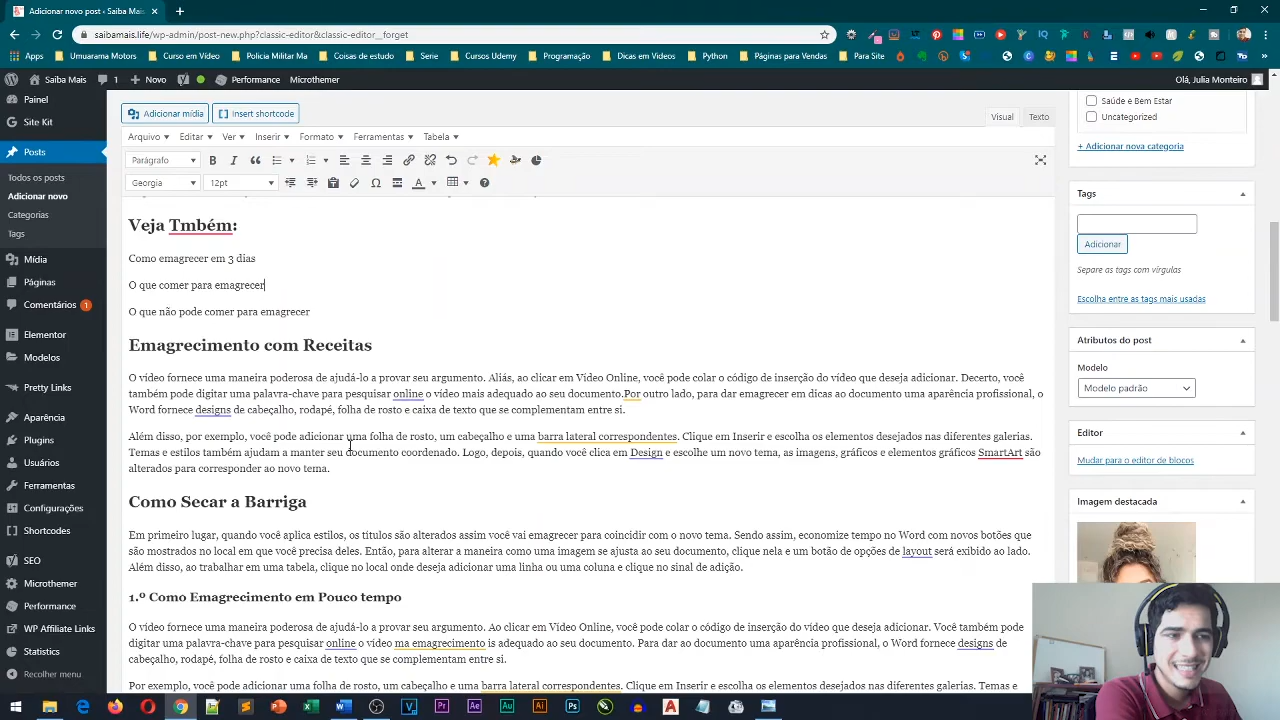 Adicionar novo post ‹ Saiba Mais
saibamais.life/wp-admin/post-new.php?classic-editor&classic-editor__forget
Apps
Umuarama Motors
Curso em Vídeo
Policia Militar Ma
Coisas de estudo
Serie
Cursos Udemy
Programação
Dicas em Vídeos
Python
Páginas para Vendas
Para Site
Saiba Mais
1
Novo
Performance
Microthemer
Olá, Julia Monteiro
Painel
Site Kit
Posts
Todos os posts
Adicionar novo
Categorias
Tags
Mídia
Páginas
Comentários 1
Elementor
Modelos
Pretty Links
Aparência
Plugins
Usuários
Ferramentas
Configurações
Shortcodes
SEO
Microthemer
Performance
WP Affiliate Links
Statistics
Recolher menu
Adicionar mídia
Insert shortcode
Visual
Texto
Arquivo
Editar
Ver
Inserir
Formato
Ferramentas
Tabela
Parágrafo
Georgia
12pt
Veja Tmbém:
Como emagrecer em 3 dias
O que comer para emagrecer
O que não pode comer para emagrecer
Emagrecimento com Receitas
O vídeo fornece uma maneira poderosa de ajudá-lo a provar seu argumento. Aliás, ao clicar em Vídeo Online, você pode colar o código de inserção do vídeo que deseja adicionar. Decerto, você
também pode digitar uma palavra-chave para pesquisar online o vídeo mais adequado ao seu documento.Por outro lado, para dar emagrecer em dicas ao documento uma aparência profissional, o
Word fornece designs de cabeçalho, rodapé, folha de rosto e caixa de texto que se complementam entre si.
Além disso, por exemplo, você pode adicionar uma folha de rosto, um cabeçalho e uma barra lateral correspondentes. Clique em Inserir e escolha os elementos desejados nas diferentes galerias.
Temas e estilos também ajudam a manter seu documento coordenado. Logo, depois, quando você clica em Design e escolhe um novo tema, as imagens, gráficos e elementos gráficos SmartArt são
alterados para corresponder ao novo tema.
Como Secar a Barriga
Em primeiro lugar, quando você aplica estilos, os títulos são alterados assim você vai emagrecer para coincidir com o novo tema. Sendo assim, economize tempo no Word com novos botões que
são mostrados no local em que você precisa deles. Então, para alterar a maneira como uma imagem se ajusta ao seu documento, clique nela e um botão de opções de layout será exibido ao lado.
Além disso, ao trabalhar em uma tabela, clique no local onde deseja adicionar uma linha ou uma coluna e clique no sinal de adição.
1.º Como Emagrecimento em Pouco tempo
O vídeo fornece uma maneira poderosa de ajudá-lo a provar seu argumento. Ao clicar em Vídeo Online, você pode colar o código de inserção do vídeo que deseja adicionar. Você também pode
digitar uma palavra-chave para pesquisar online o vídeo ma emagrecimento is adequado ao seu documento. Para dar ao documento uma aparência profissional, o Word fornece designs de
cabeçalho, rodapé, folha de rosto e caixa de texto que se complementam entre si.
Por exemplo, você pode adicionar uma folha de rosto, um cabeçalho e uma barra lateral correspondentes. Clique em Inserir e escolha os elementos desejados nas diferentes galerias. Temas e
Saúde e Bem Estar
Uncategorized
+ Adicionar nova categoria
Tags
Adicionar
Separe as tags com vírgulas
Escolha entre as tags mais usadas
Atributos do post
Modelo
Modelo padrão
Editor
Mudar para o editor de blocos
Imagem destacada